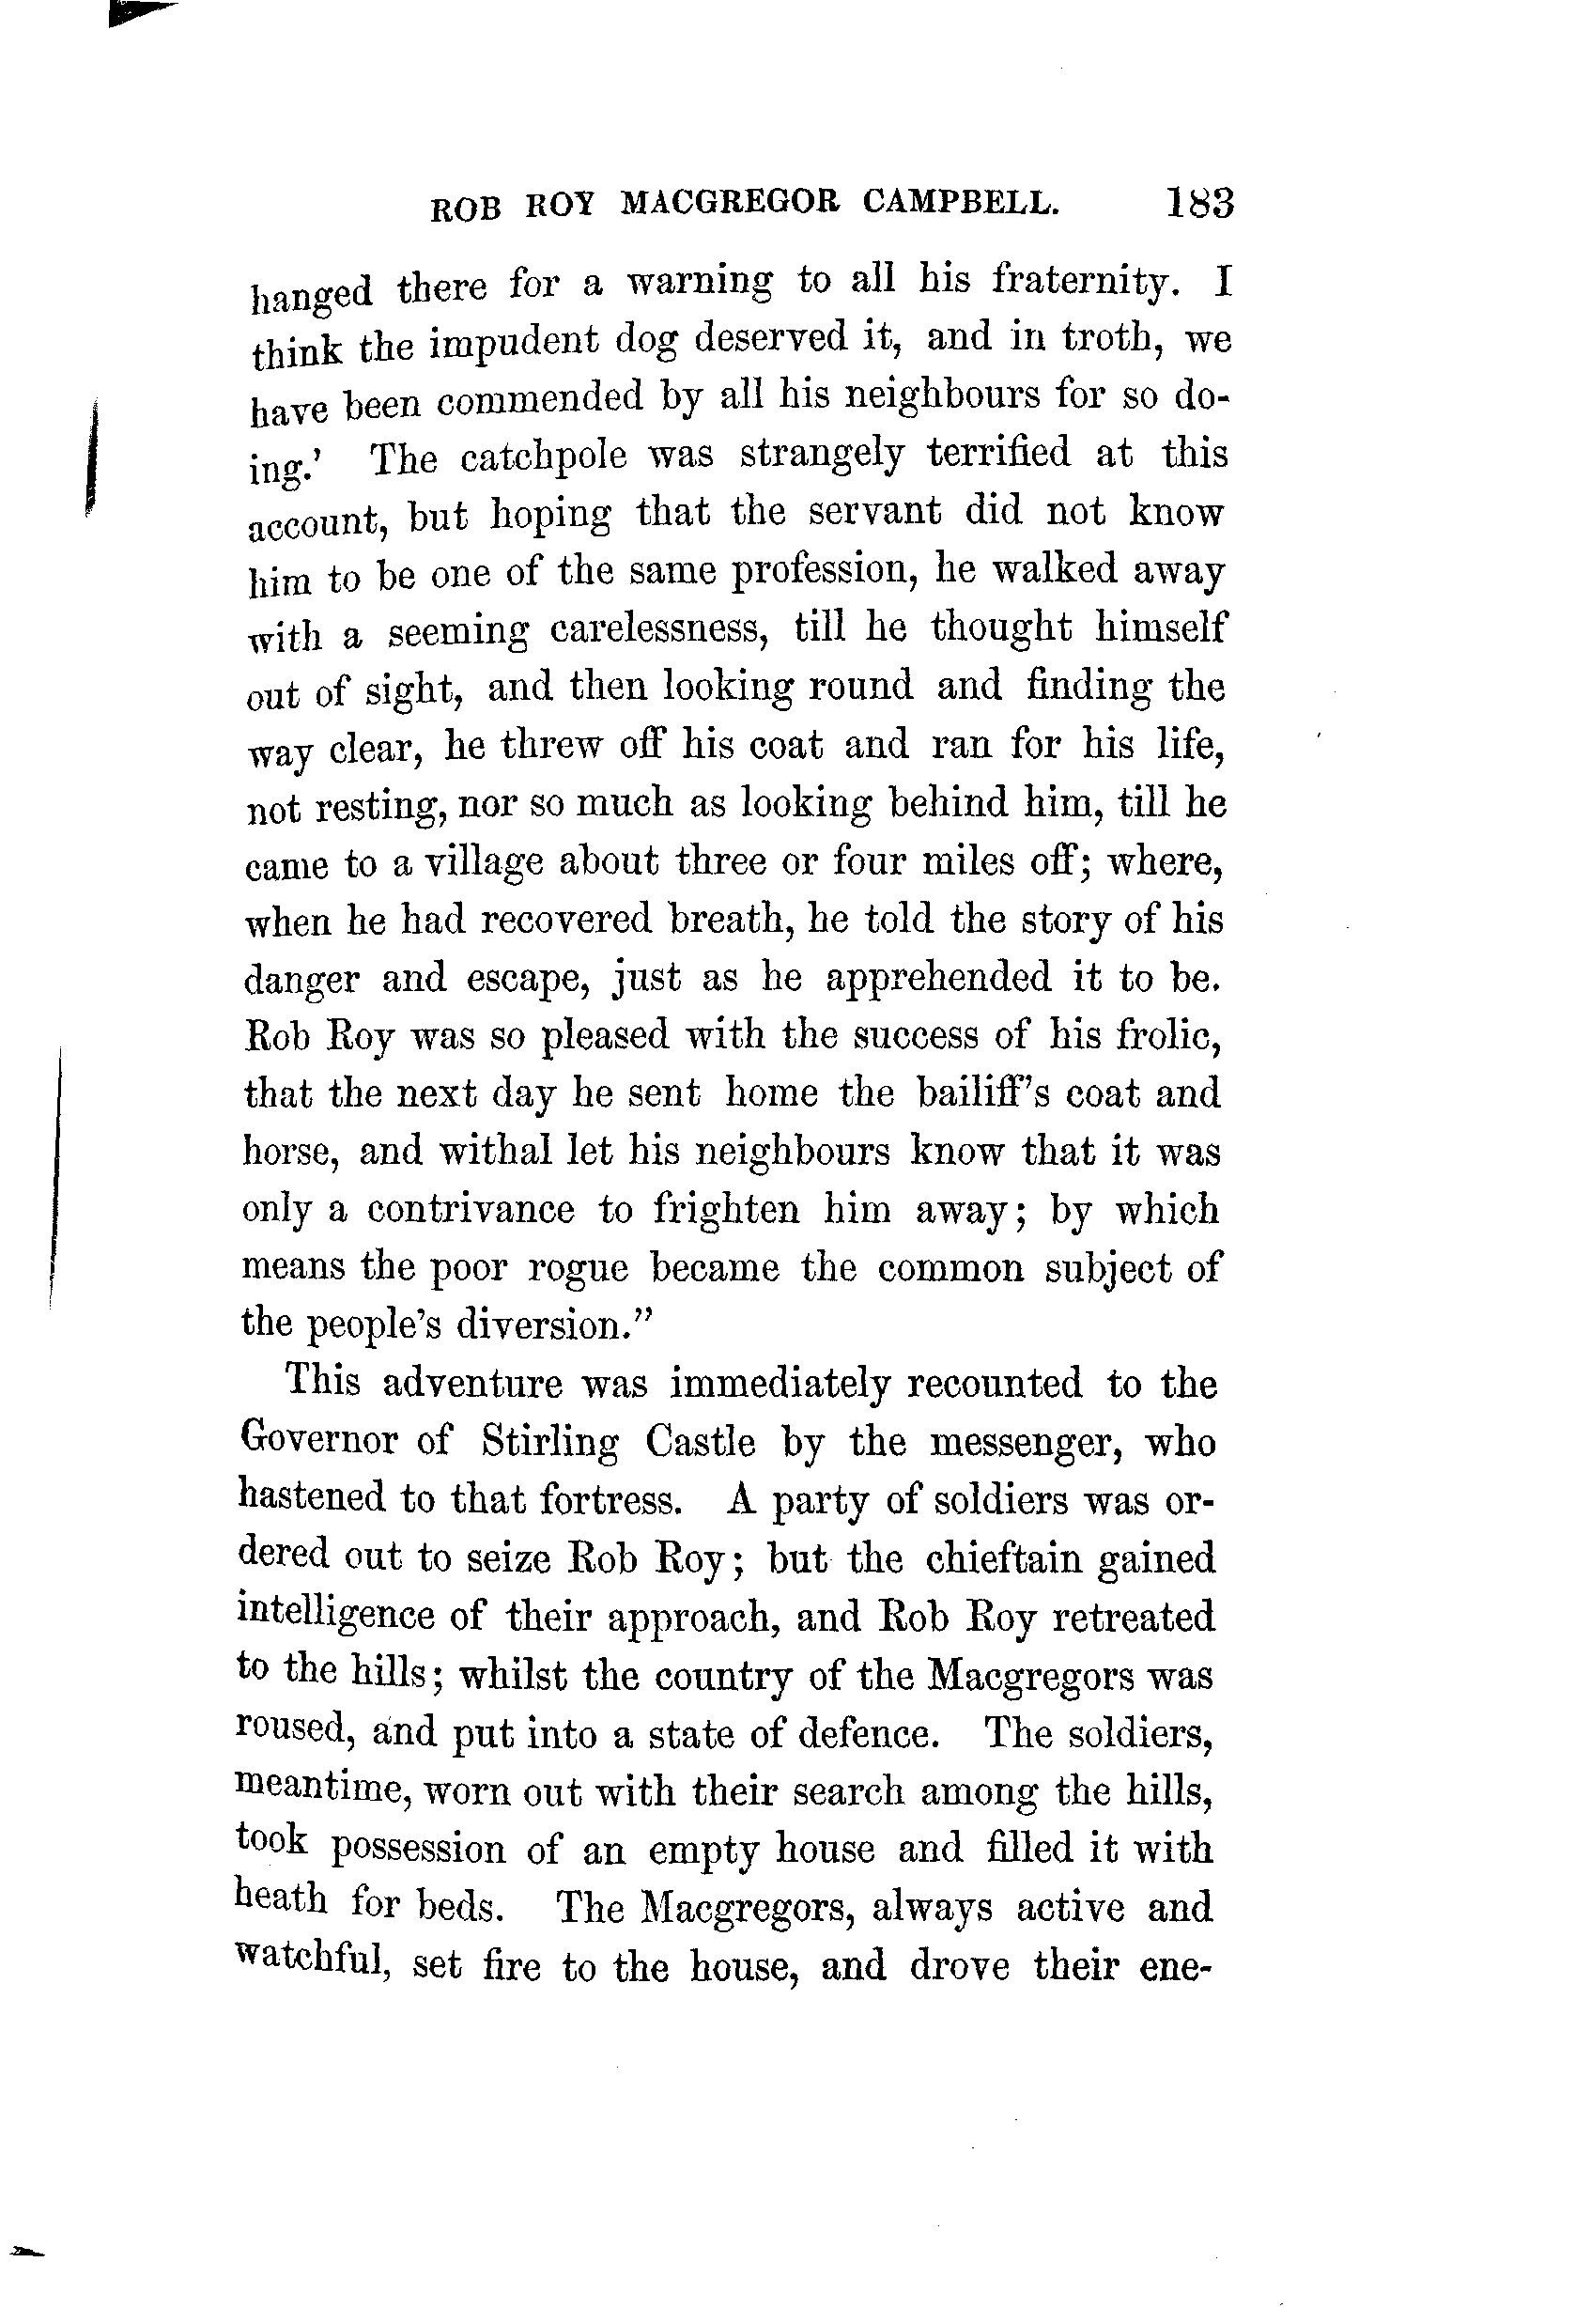 ROB ROY MACGREGOR CAMPBELL. 183
hanged there for a warning to all his fraternity. I
think the impudent dog deserved it, and in troth, we
have been commended by all his neighbours for so do-
ing.' The catchpole was strangely terrified at this
account, but hoping that the servant did not know
him to be one of the same profession, he walked away
with a seeming carelessness, till he thought himself
out of sight, and then looking round and finding the
way clear, he threw off his coat and ran for his life,
not resting, nor so much as looking behind him, till he
came to a village about three or four miles off; where,
when he had recovered breath, he told the story of his
danger and escape, just as he apprehended it to be.
Rob Roy was so pleased with the success of his frolic,
that the next day he sent home the bailiff's coat and
horse, and withal let his neighbours know that it was
only a contrivance to frighten him away; by which
means the poor rogue became the common subject of
the people's diversion."
This adventure was immediately recounted to the
Governor of Stirling Castle by the messenger, who
hastened to that fortress. A party of soldiers was or-
dered out to seize Rob Roy; but the chieftain gained
intelligence of their approach, and Rob Roy retreated
to the hills; whilst the country of the Macgregors was
roused, and put into a state of defence. The soldiers,
meantime, worn out with their search among the hills,
took possession of an empty house and filled it with
heath for beds. The Macgregors, always active and
watchful, set fire to the house, and drove their ene-